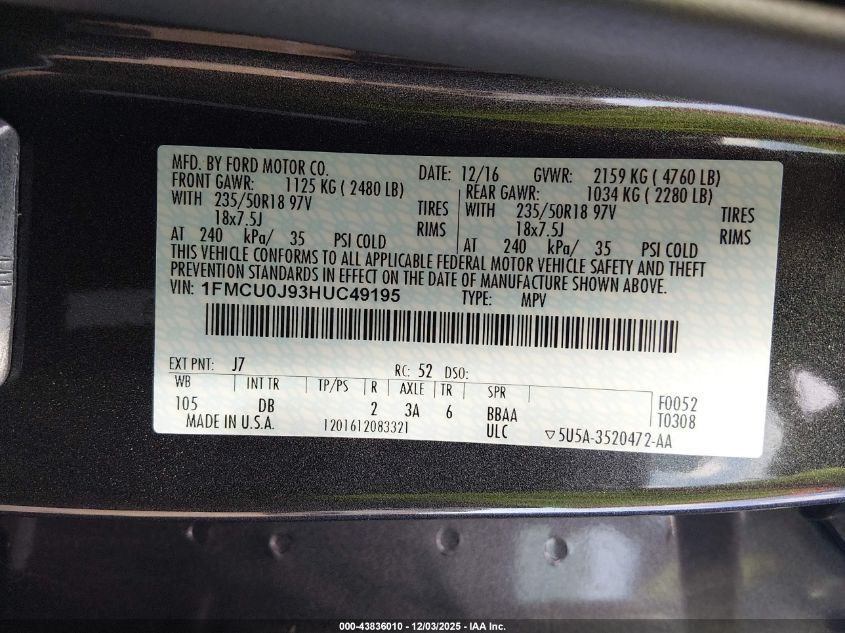 MFD. BY FORD MOTOR CO. DATE: 12/16 GVWR: 2159 KG ( 4760 LB)
FRONT GAWR: 1125 KG ( 2480 LB) REAR GAWR: 1034 KG ( 2280 LB)
WITH 235/50R18 97V TIRES WITH 235/50R18 97V TIRES
18x7.5J RIMS 18x7.5J RIMS
AT 240 kPa/ 35 PSI COLD AT 240 kPa/ 35 PSI COLD
THIS VEHICLE CONFORMS TO ALL APPLICABLE FEDERAL MOTOR VEHICLE SAFETY AND THEFT
PREVENTION STANDARDS IN EFFECT ON THE DATE OF MANUFACTURE SHOWN ABOVE.
VIN: 1FMCU0J93HUC49195 TYPE: MPV
EXT PNT: J7 RC: 52 DSO:
WB INT TR TP/PS R AXLE TR SPR F0052
105 DB 2 3A 6 BBAA T0308
MADE IN U.S.A. 1201612083321 ULC ▽5U5A-3520472-AA
000-43836010 - 12/03/2025 - IAA Inc.